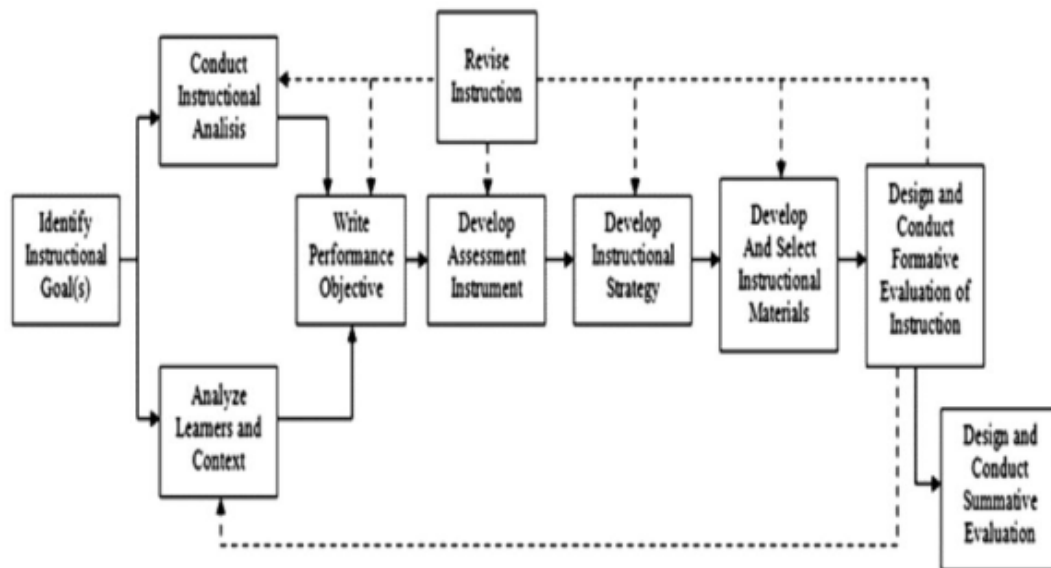 Conduct
Instructional
Analisis
Revise
Instruction
Identify
Instructional
Goal(s)
Write
Performance
Objective
Develop
Assessment
Instrument
Develop
Instructional
Strategy
Develop
And Select
Instructional
Materials
Design and
Conduct
Formative
Evaluation of
Instruction
Analyze
Learners and
Context
Design and
Conduct
Summative
Evaluation